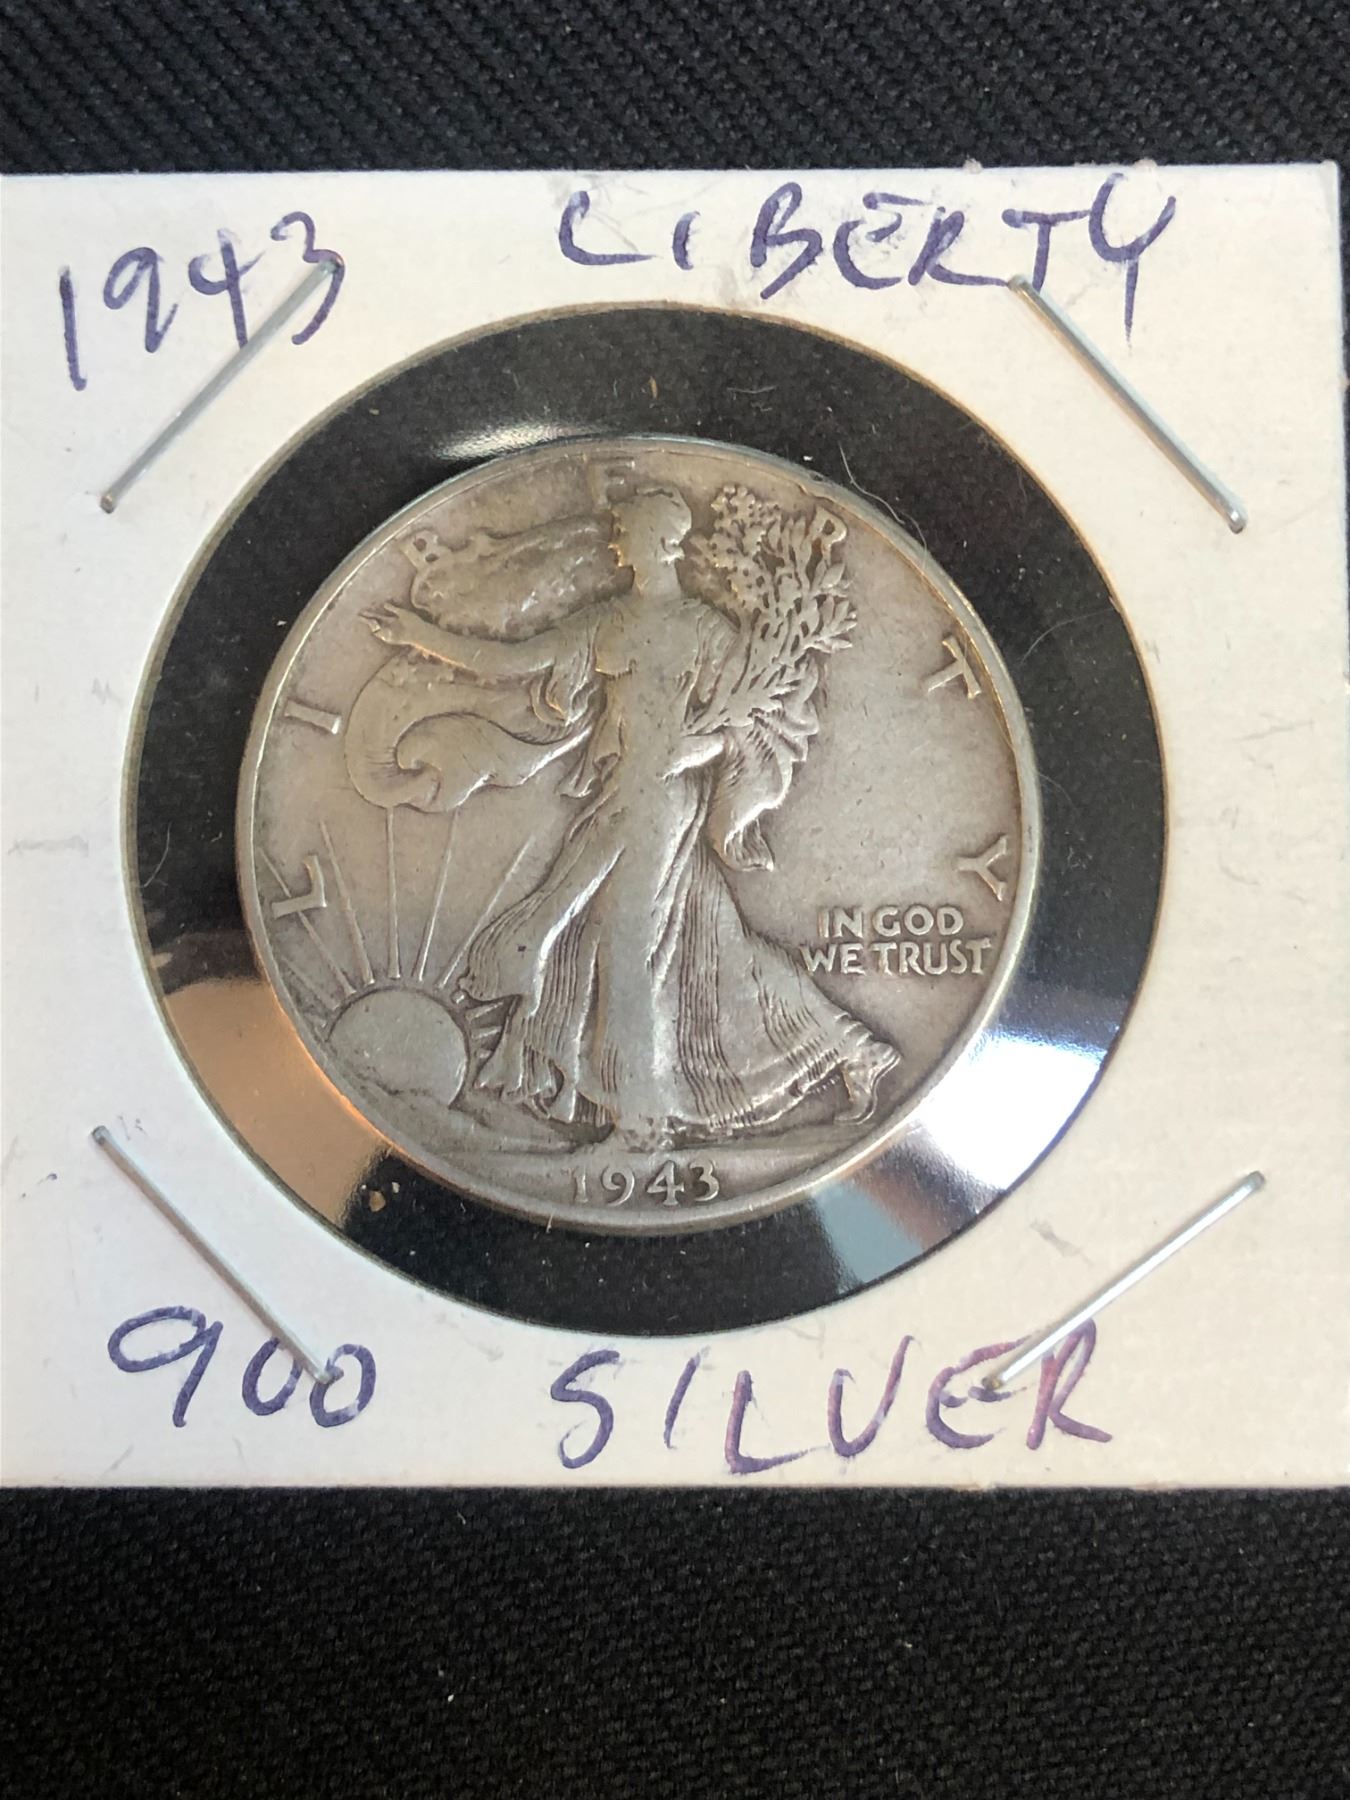 1943 LIBERTY
LIBERTY
IN GOD
WE TRUST
1943
900 SILVER